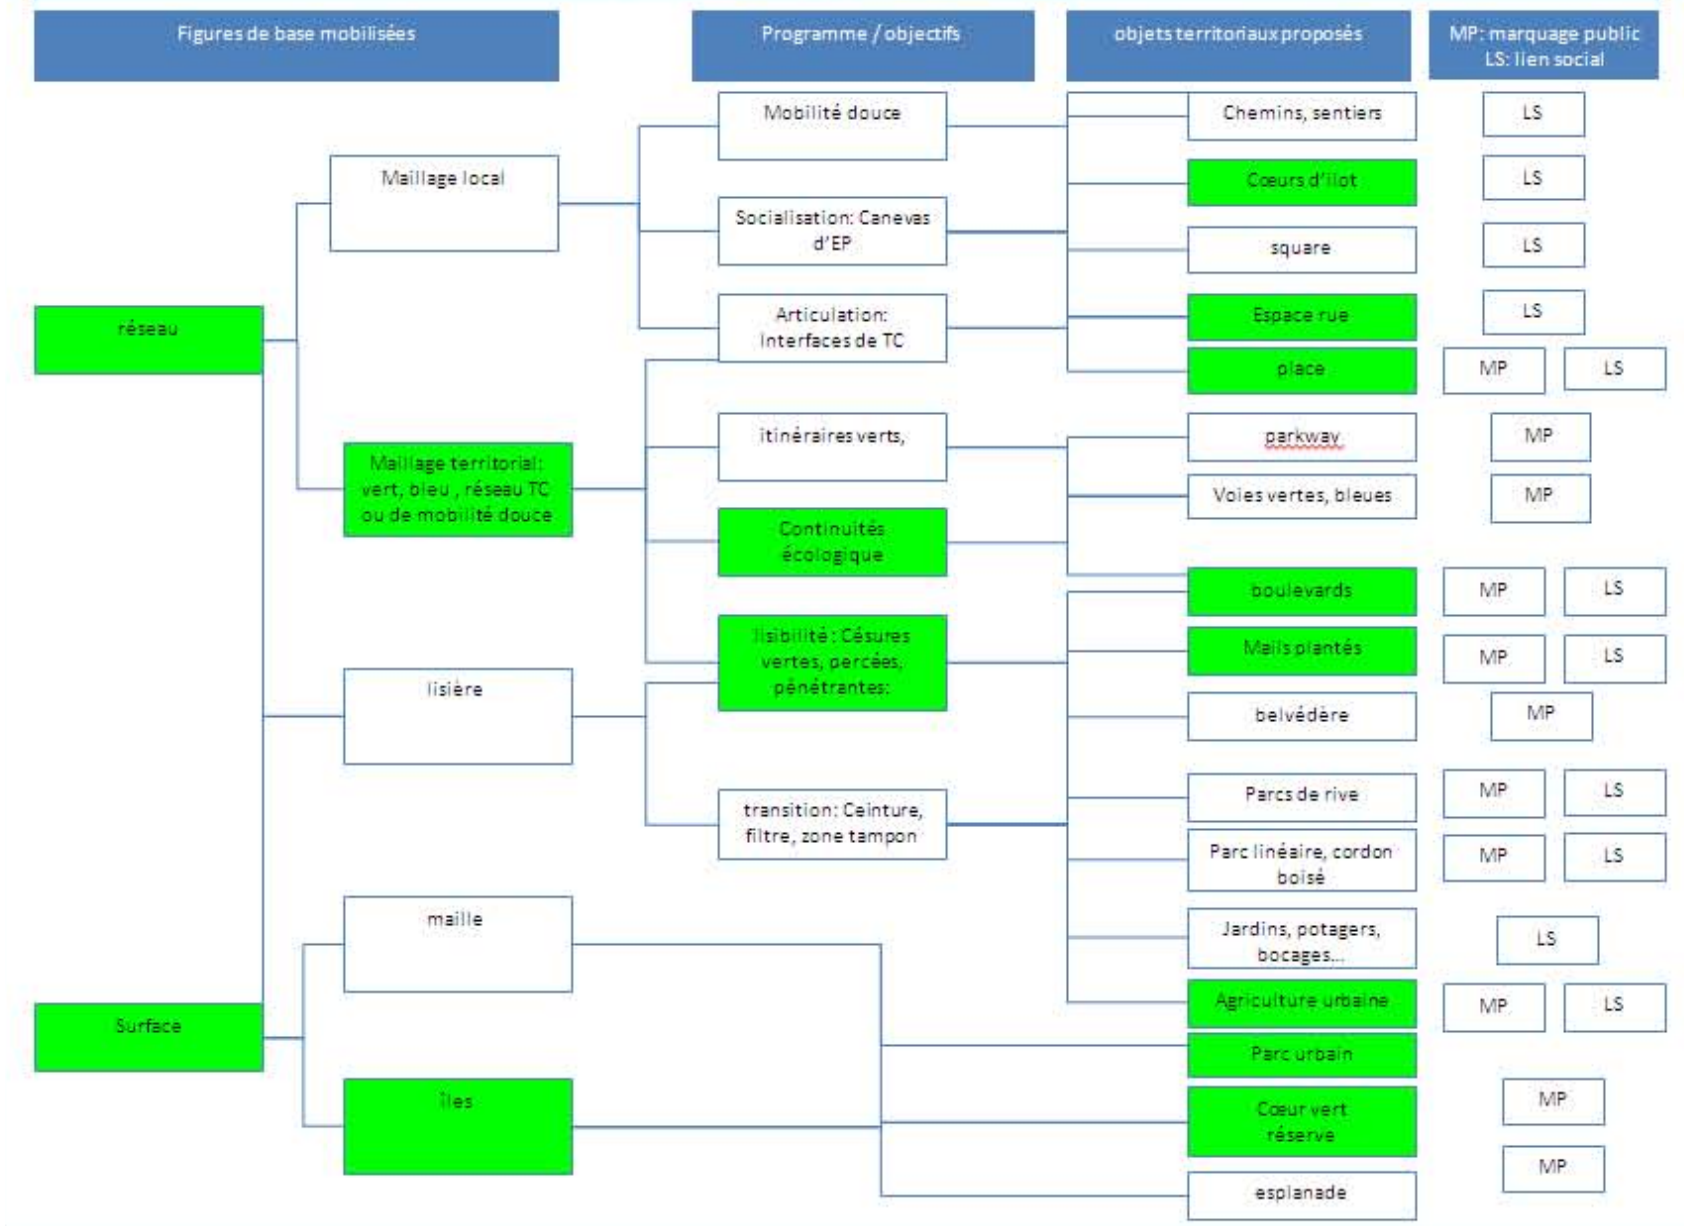 Figures de base mobilisées
Programme / objectifs
objets territoriaux proposés
MP: marquage public
LS: lien social
réseau
Surface
Maillage local
Maillage territorial:
vert, bleu , réseau TC
ou de mobilité douce
lisière
maille
îles
Mobilité douce
Socialisation: Canevas
d'EP
Articulation:
Interfaces de TC
itinéraires verts,
Continuités
écologique
lisibilité : Césures
vertes, percées,
pénétrantes:
transition: Ceinture,
filtre, zone tampon
Chemins, sentiers
LS
Cœurs d'ilot
LS
square
LS
Espace rue
LS
place
MP
LS
parkway
MP
Voies vertes, bleues
MP
boulevards
MP
LS
Mails plantés
MP
LS
belvédère
MP
Parcs de rive
MP
LS
Parc linéaire, cordon
boisé
MP
LS
Jardins, potagers,
bocages...
LS
Agriculture urbaine
MP
LS
Parc urbain
Cœur vert
réserve
MP
MP
esplanade